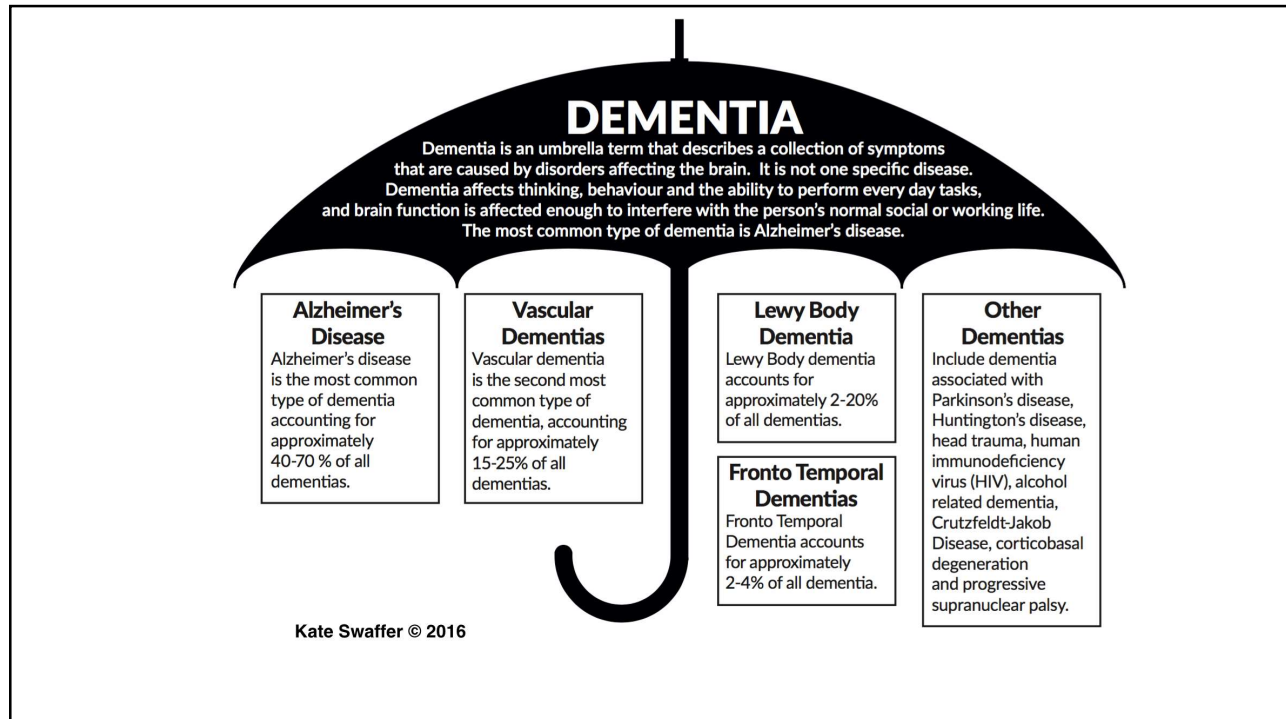 DEMENTIA
Dementia is an umbrella term that describes a collection of symptoms
that are caused by disorders affecting the brain. It is not one specific disease.
Dementia affects thinking, behaviour and the ability to perform every day tasks,
and brain function is affected enough to interfere with the person's normal social or working life.
The most common type of dementia is Alzheimer's disease.
Alzheimer's
Disease
Alzheimer's disease
is the most common
type of dementia
accounting for
approximately
40-70 % of all
dementias.
Vascular
Dementias
Vascular dementia
is the second most
common type of
dementia, accounting
for approximately
15-25% of all
dementias.
Lewy Body
Dementia
Lewy Body dementia
accounts for
approximately 2-20%
of all dementias.
Fronto Temporal
Dementias
Fronto Temporal
Dementia accounts
for approximately
2-4% of all dementia.
Other
Dementias
Include dementia
associated with
Parkinson's disease,
Huntington's disease,
head trauma, human
immunodeficiency
virus (HIV), alcohol
related dementia,
Crutzfeldt-Jakob
Disease, corticobasal
degeneration
and progressive
supranuclear palsy.
Kate Swaffer © 2016